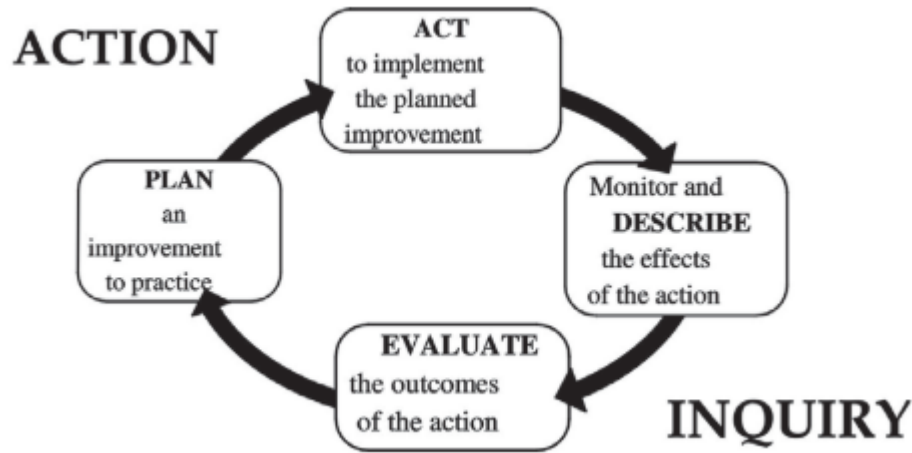 ACTION
ACT
to implement
the planned
improvement
PLAN
an
improvement
to practice
Monitor and
DESCRIBE
the effects
of the action
EVALUATE
the outcomes
of the action
INQUIRY